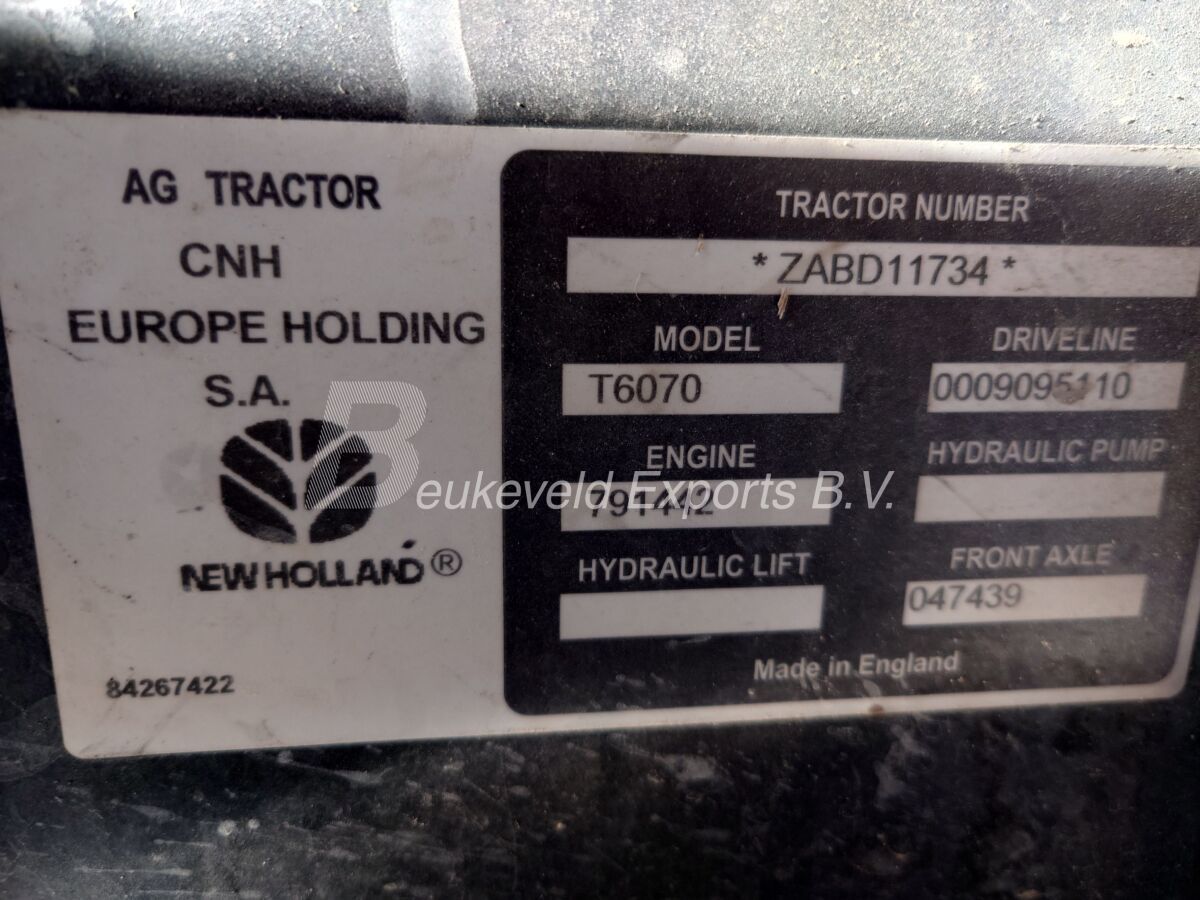 AG TRACTOR
CNH
EUROPE HOLDING
S.A.
NEW HOLLAND®
84267422
TRACTOR NUMBER
*ZABD11734*
MODEL
T6070
DRIVELINE
0009095110
ENGINE
HYDRAULIC PUMP
HYDRAULIC LIFT
FRONT AXLE
047439
Made in England
Beukeveld Exports B.V.